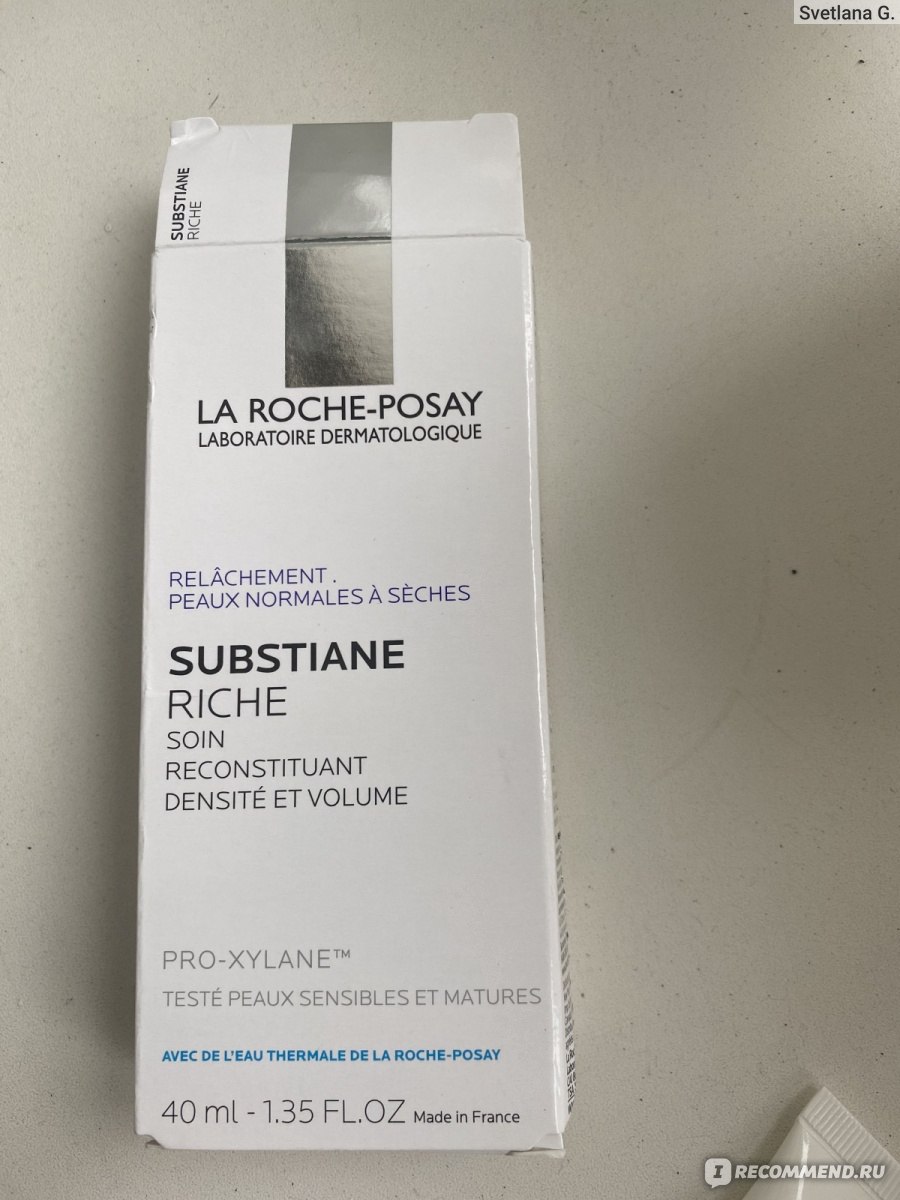 Svetlana G.
SUBSTIANE
RICHE
LA ROCHE-POSAY
LABORATOIRE DERMATOLOGIQUE
RELÂCHEMENT.
PEAUX NORMALES À SÈCHES
SUBSTIANE
RICHE
SOIN
RECONSTITUANT
DENSITÉ ET VOLUME
PRO-XYLANE™
TESTÉ PEAUX SENSIBLES ET MATURES
AVEC DE L'EAU THERMALE DE LA ROCHE-POSAY
40 ml - 1.35 FL.OZ Made in France
IRECOMMEND.RU